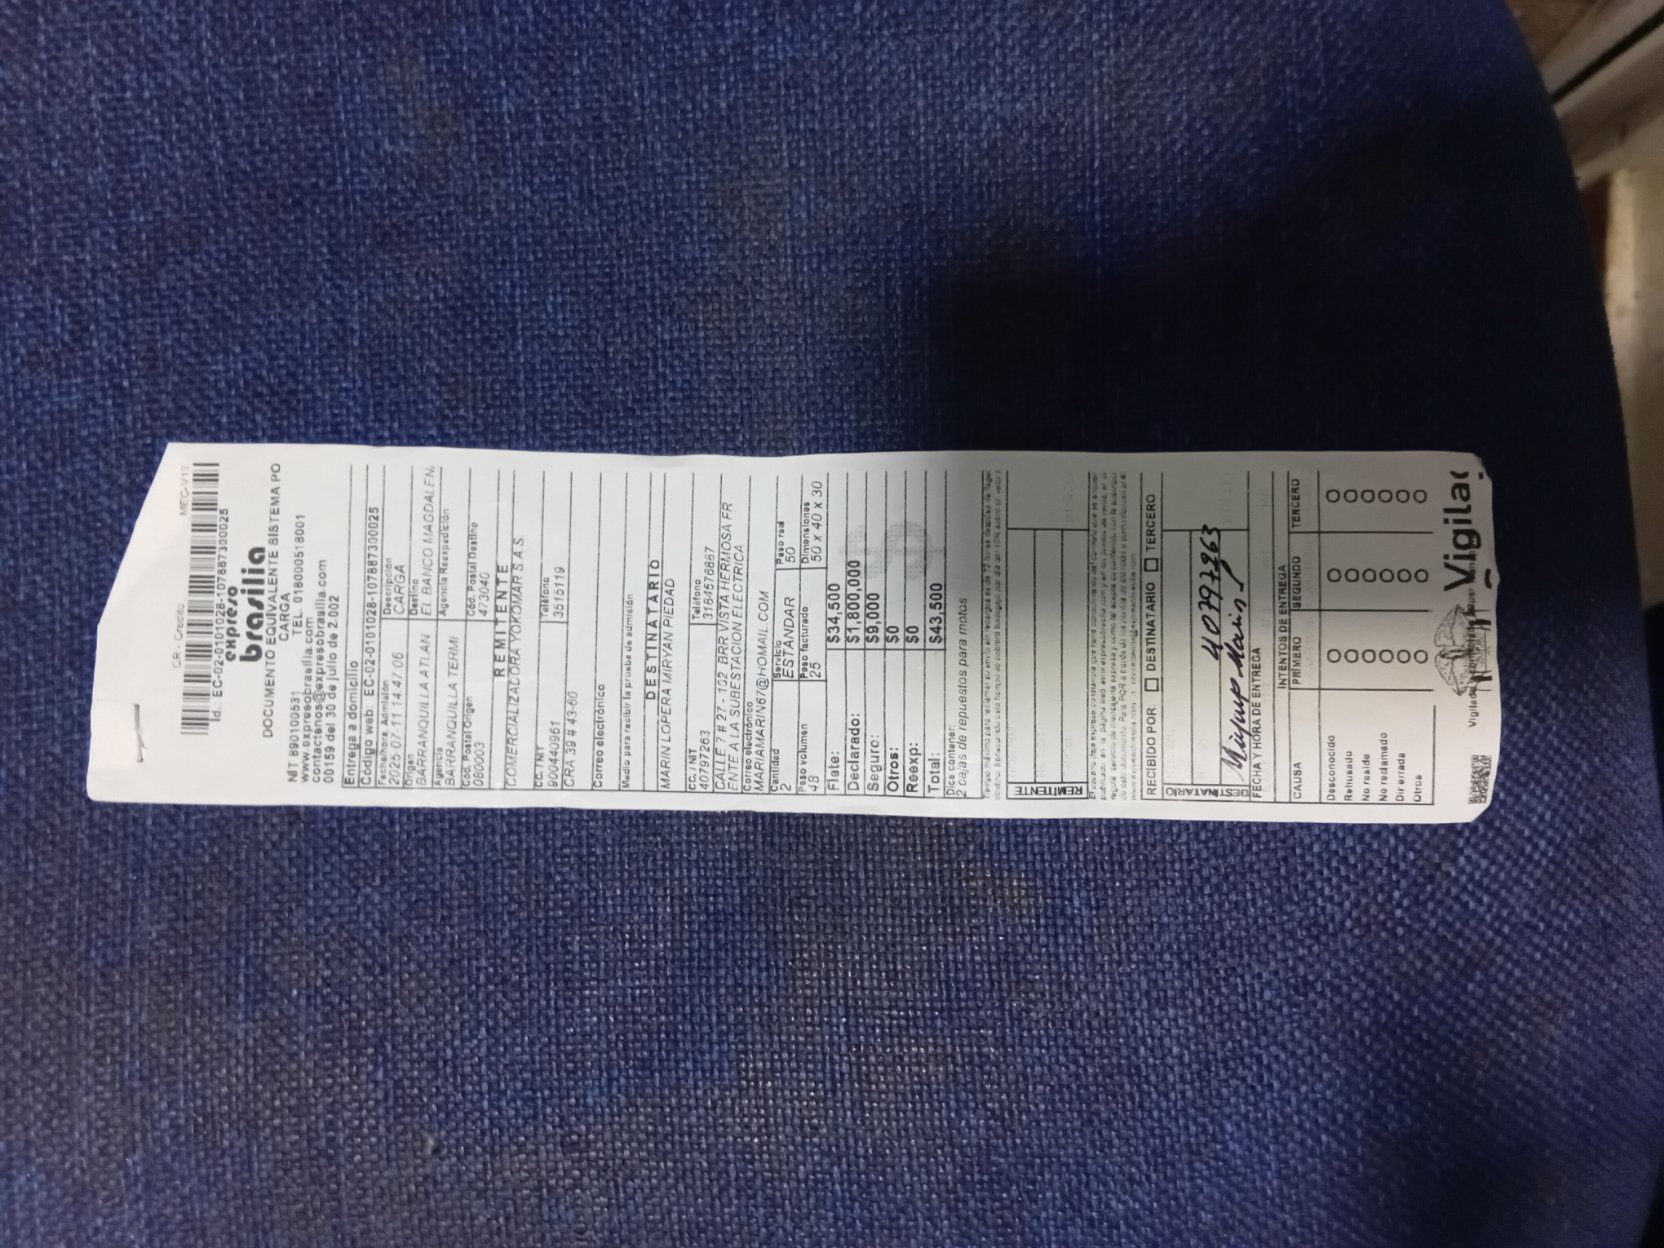 CR - Credito MEC-V12
Id.: EC-02-0101028-1078873​00025
expreso
brasilia
DOCUMENTO EQUIVALENTE SISTEMA PO
CARGA
NIT 890100531 TEL. 018000518001
www.expresobrasilia.com
contactenos@expresobrasilia.com
00159 del 30 de julio de 2.002
Entrega a domicilio
Código web: EC-02-0101028-107887300025
Fecha/hora, Admisión Descripción
2025-07-11 14:47:06 CARGA
Origen Destino
BARRANQUILLA ATLAN EL BANCO MAGDALEN,
Agencia Agencia Reexpedición
BARRANQUILLA TERMI
Cód. Postal Origen Cód. Postal Destino
080003 473040
REMITENTE
COMERCIALIZADORA YOKOMAR S.A.S.
CC. / NIT Teléfono
900440961 3515119
CRA 39 # 43-60
Correo electrónico
Medio para recibir la prueba de admisión
DESTINATARIO
MARIN LOPERA MIRYAN PIEDAD
CC. / NIT Teléfono
40797263 3184576887
CALLE 7 # 27 - 102 BRR VISTA HERMOSA FR
ENTE A LA SUBESTACION ELECTRICA
Correo electrónico
MARIAMARIN67@HOMAIL.COM
Cantidad Servicio Peso real
2 ESTANDAR 50
Peso volumen Peso facturado Dimensiones
48 25 50 x 40 x 30
Flete: $34,500
Declarado: $1,800,000
Seguro: $9,000
Otros: $0
Reexp: $0
Total: $43,500
Dice contener:
2 cajas de repuestos para motos
REMITENTE
RECIBIDO POR DESTINATARIO TERCERO
DESTINATARIO
40797263
Miryan Marin
FECHA Y HORA DE ENTREGA
INTENTOS DE ENTREGA
CAUSA PRIMERO SEGUNDO TERCERO
Desconocido
Rehusado
No reside
No reclamado
Dir errada
Otros
Vigilad